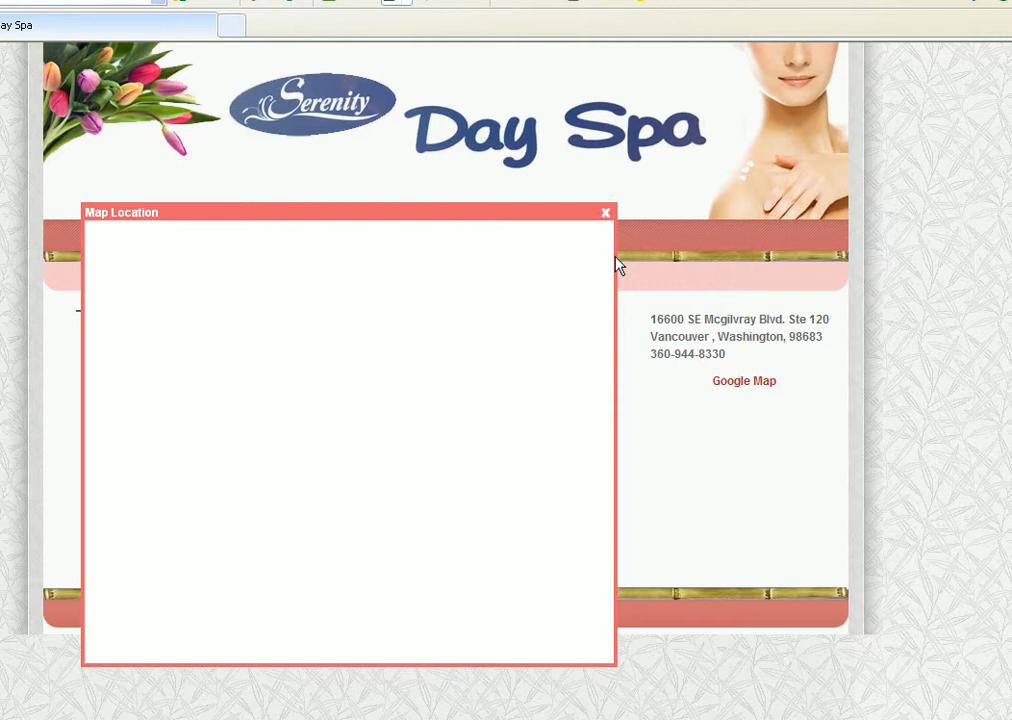 ay Spa
Serenity
Day Spa
Map Location
x
16600 SE Mcgilvray Blvd. Ste 120
Vancouver , Washington, 98683
360-944-8330
Google Map